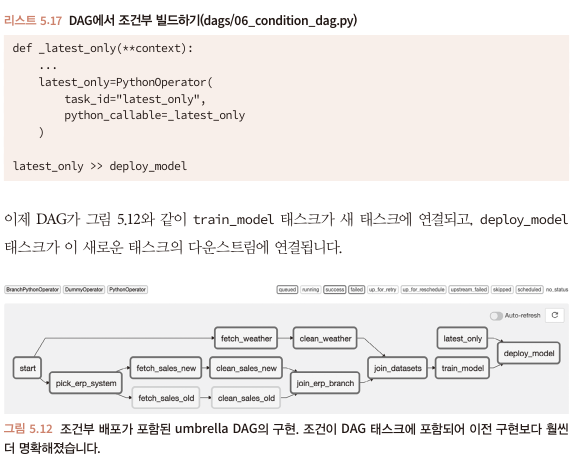 리스트 5.17 DAG에서 조건부 빌드하기(dags/06_condition_dag.py)
def _latest_only(**context):
    ...
    latest_only=PythonOperator(
        task_id="latest_only",
        python_callable=_latest_only
    )
latest_only >> deploy_model
이제 DAG가 그림 5.12와 같이 train_model 태스크가 새 태스크에 연결되고, deploy_model
태스크가 이 새로운 태스크의 다운스트림에 연결됩니다.
BranchPythonOperator DummyOperator PythonOperator queued running success failed up_for_retry up_for_reschedule upstream_failed skipped scheduled no_status
Auto-refresh
fetch_weather clean_weather latest_only
deploy_model
start fetch_sales_new clean_sales_new join_datasets train_model
pick_erp_system join_erp_branch
fetch_sales_old clean_sales_old
그림 5.12 조건부 배포가 포함된 umbrella DAG의 구현. 조건이 DAG 태스크에 포함되어 이전 구현보다 훨씬
더 명확해졌습니다.